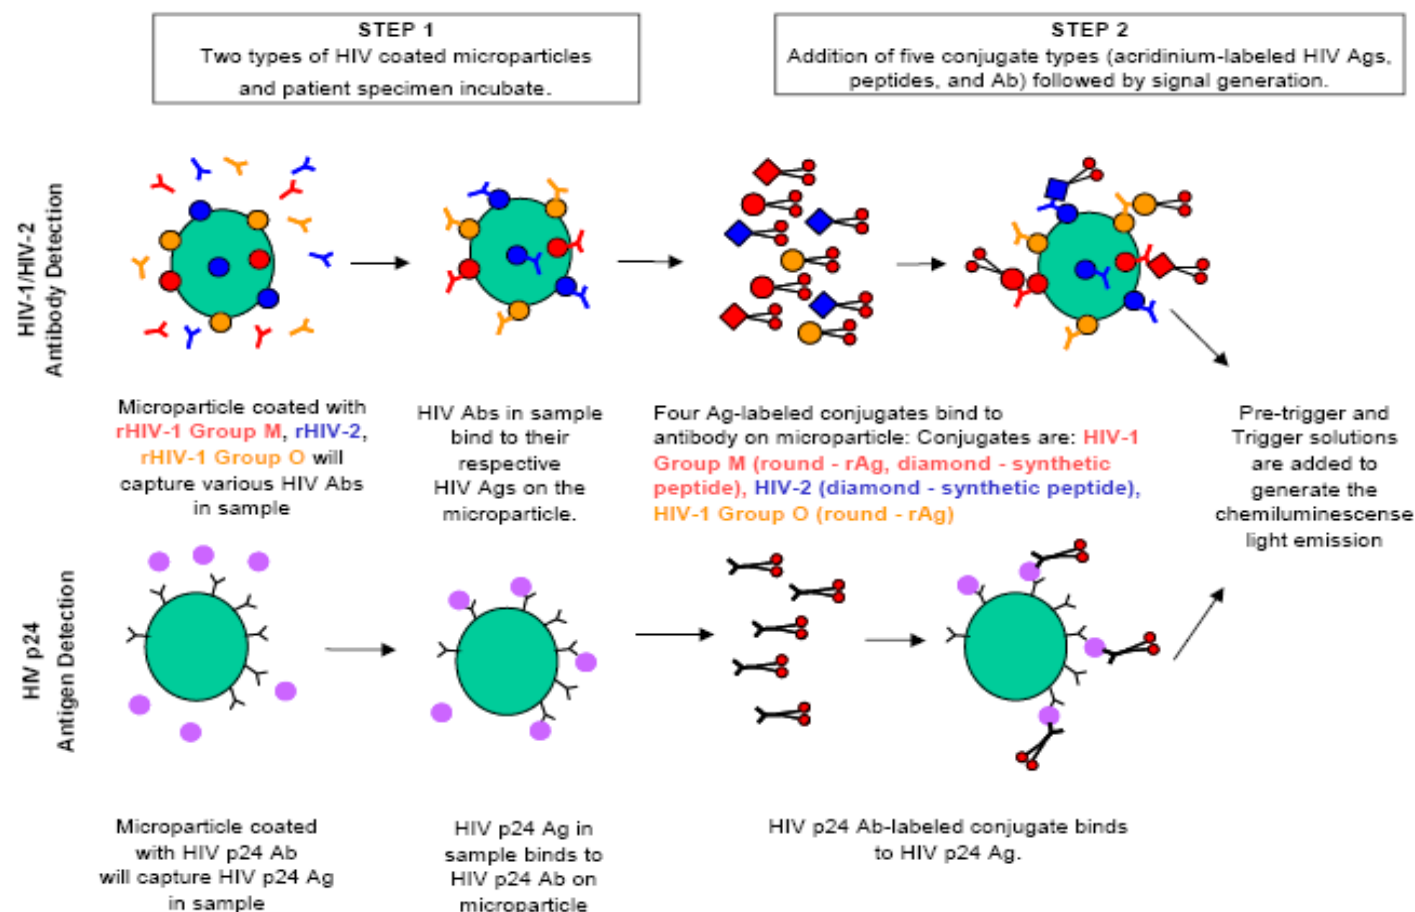 STEP 1
Two types of HIV coated microparticles
and patient specimen incubate.
STEP 2
Addition of five conjugate types (acridinium-labeled HIV Ags,
peptides, and Ab) followed by signal generation.
HIV-1/HIV-2
Antibody Detection
Microparticle coated with
rHIV-1 Group M, rHIV-2,
rHIV-1 Group O will
capture various HIV Abs
in sample
HIV Abs in sample
bind to their
respective
HIV Ags on the
microparticle.
Four Ag-labeled conjugates bind to
antibody on microparticle: Conjugates are: HIV-1
Group M (round - rAg, diamond - synthetic
peptide), HIV-2 (diamond - synthetic peptide),
HIV-1 Group O (round - rAg)
Pre-trigger and
Trigger solutions
are added to
generate the
chemiluminescense
light emission
HIV p24
Antigen Detection
Microparticle coated
with HIV p24 Ab
will capture HIV p24 Ag
in sample
HIV p24 Ag in
sample binds to
HIV p24 Ab on
microparticle
HIV p24 Ab-labeled conjugate binds
to HIV p24 Ag.